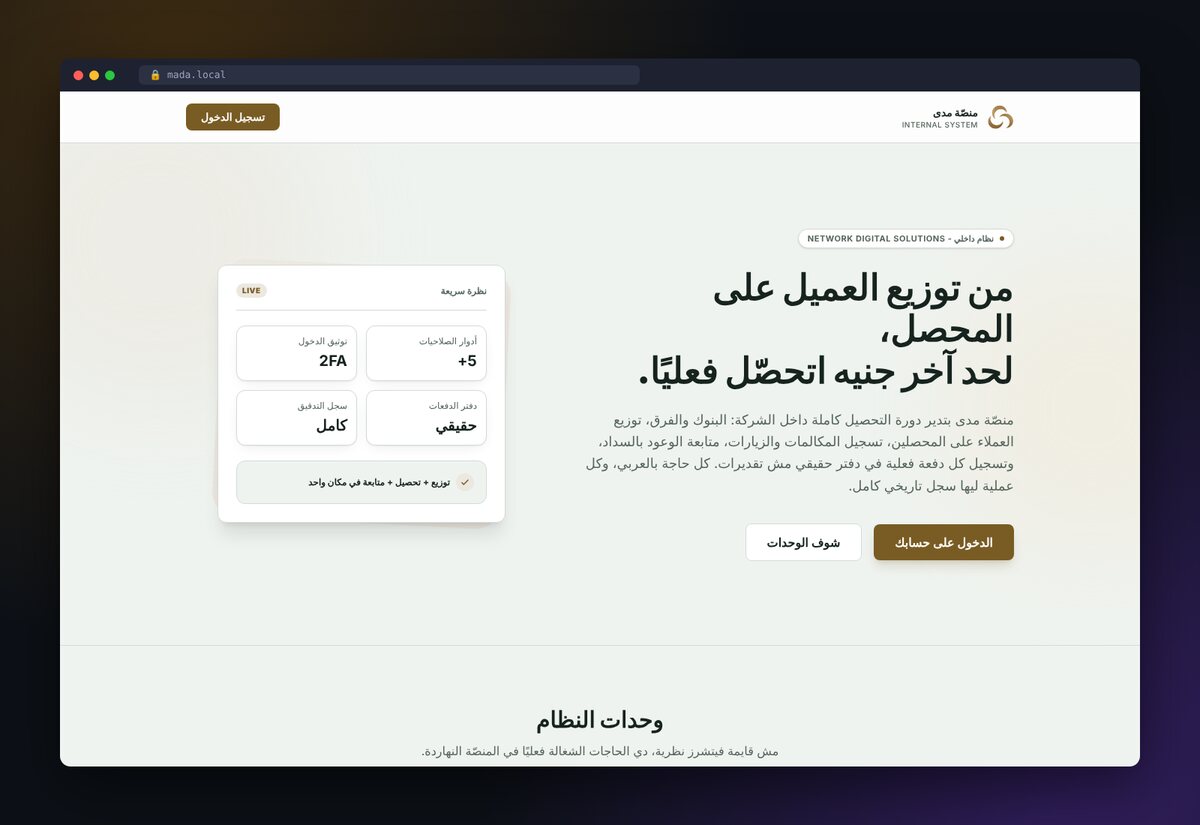 mada.local
منصّة مدى
INTERNAL SYSTEM
تسجيل الدخول
نظام داخلي - NETWORK DIGITAL SOLUTIONS
من توزيع العميل على
المحصل،
لحد آخر جنيه اتحصّل فعليًا.
منصّة مدى بتدير دورة التحصيل كاملة داخل الشركة: البنوك والفرق، توزيع
العملاء على المحصلين، تسجيل المكالمات والزيارات، متابعة الوعود بالسداد،
وتسجيل كل دفعة فعلية في دفتر حقيقي مش تقديرات. كل حاجة بالعربي، وكل
عملية ليها سجل تاريخي كامل.
الدخول على حسابك
شوف الوحدات
نظرة سريعة
LIVE
أدوار الصلاحيات
+5
توثيق الدخول
2FA
دفتر الدفعات
حقيقي
سجل التدقيق
كامل
توزيع + تحصيل + متابعة في مكان واحد
وحدات النظام
مش قايمة فيتشرز نظرية، دي الحاجات الشغالة فعليًا في المنصّة النهاردة.